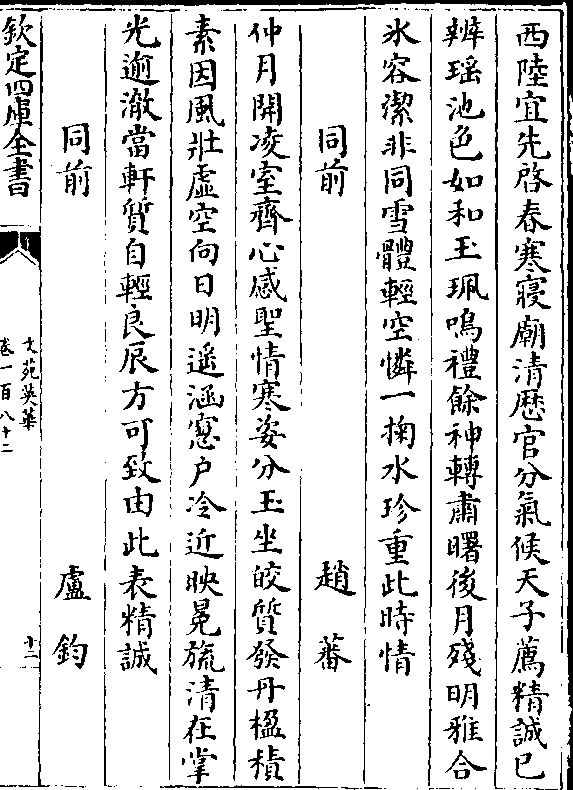 西陸宜先啓春寒寢廟清歴官分氣候天子薦精誠已
辨瑶池色如和玉珮鳴禮餘神轉肅曙後月殘明雅合
氷容潔非同雪體輕空憐一掬水珍重此時情
同前 趙蕃
仲月開凌室齊心感聖情寒姿分玉坐皎質發丹楹積
素因風壯虚空向日明遥涵窻户冷近映冕旒清在掌
光逾澈當軒質自輕良辰方可致由此表精誠
同前 盧鈞
欽定四庫全書
文苑英華
卷一百八十二
十二